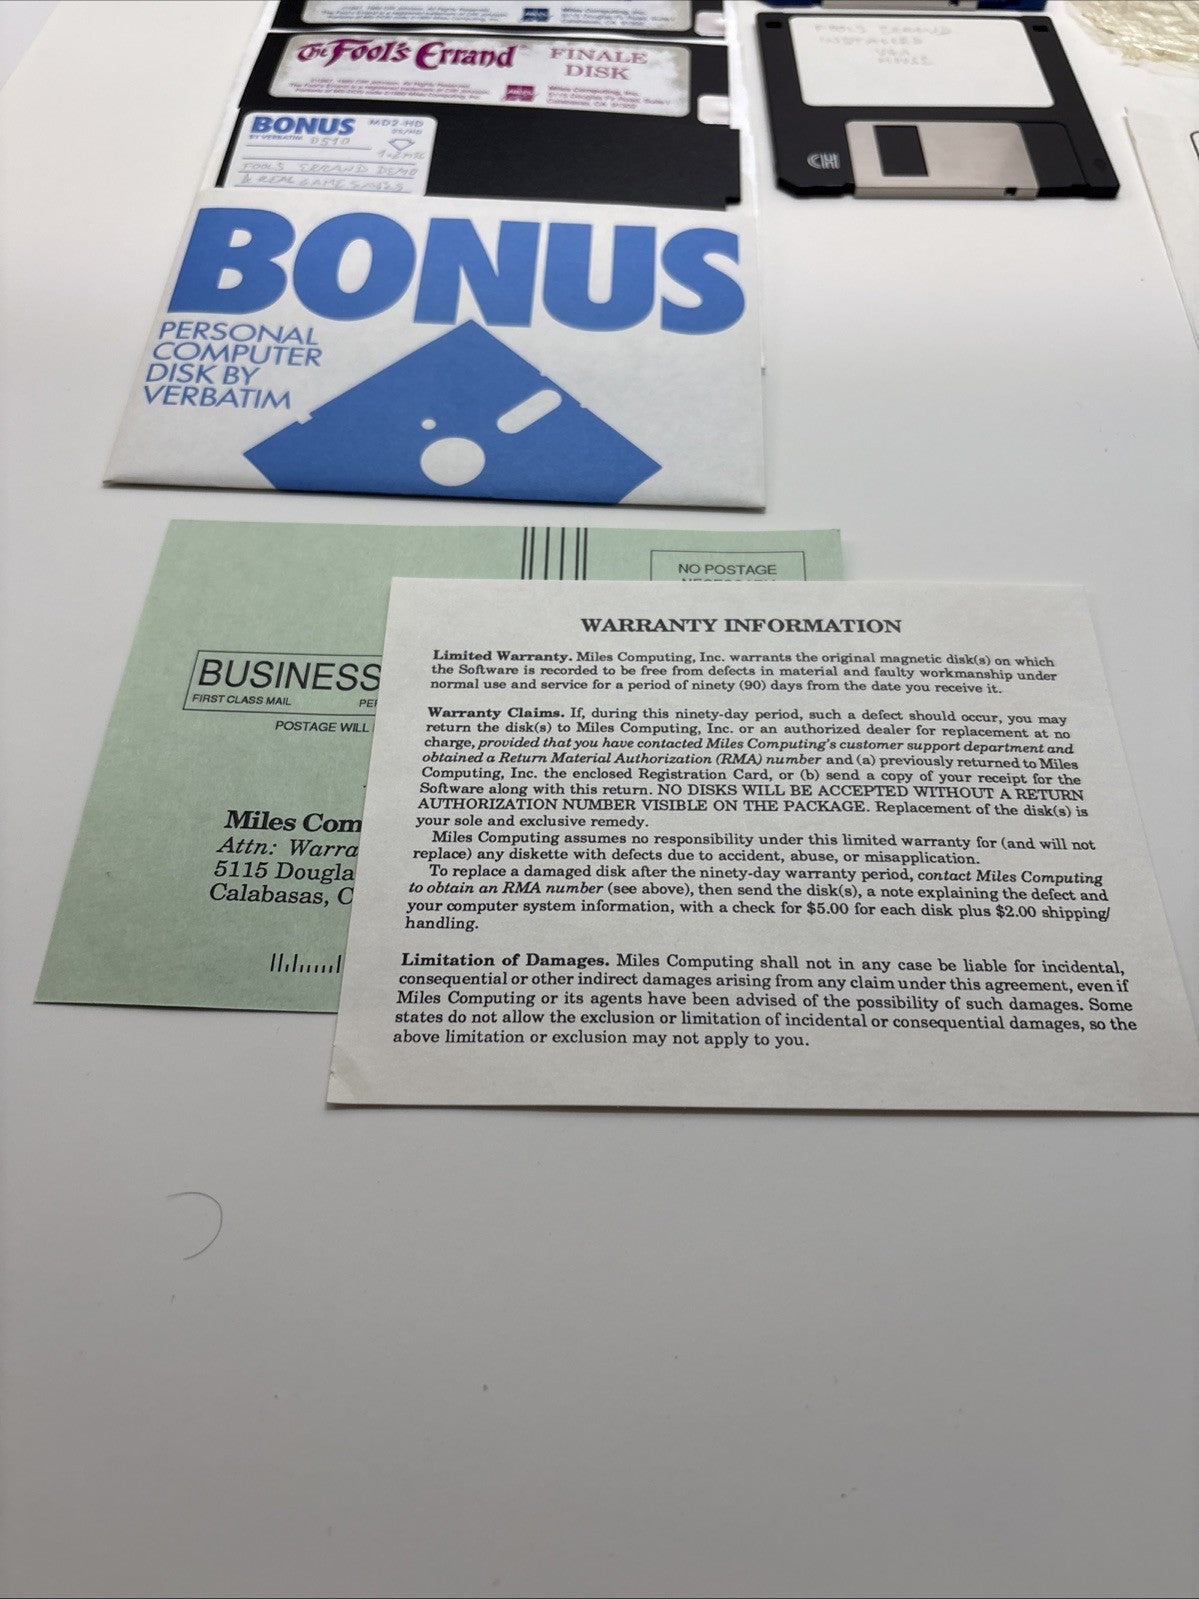 The Fool's Errand FINALE
DISK
Miles Computing, Inc.
BONUS MD2-HD
BY VERBATIM 0510
FOOLS ERRAND DEMO
& REAL GAME SAVES
FOOLS ERRAND
CH
BONUS
PERSONAL
COMPUTER
DISK BY
VERBATIM
NO POSTAGE
BUSINESS
FIRST CLASS MAIL
POSTAGE WILL
Miles Com
Attn: Warra
5115 Dougla
Calabasas, C
WARRANTY INFORMATION
Limited Warranty. Miles Computing, Inc. warrants the original magnetic disk(s) on which
the Software is recorded to be free from defects in material and faulty workmanship under
normal use and service for a period of ninety (90) days from the date you receive it.
Warranty Claims. If, during this ninety-day period, such a defect should occur, you may
return the disk(s) to Miles Computing, Inc. or an authorized dealer for replacement at no
charge, provided that you have contacted Miles Computing's customer support department and
obtained a Return Material Authorization (RMA) number and (a) previously returned to Miles
Computing, Inc. the enclosed Registration Card, or (b) send a copy of your receipt for the
Software along with this return. NO DISKS WILL BE ACCEPTED WITHOUT A RETURN
AUTHORIZATION NUMBER VISIBLE ON THE PACKAGE. Replacement of the disk(s) is
your sole and exclusive remedy.
Miles Computing assumes no responsibility under this limited warranty for (and will not
replace) any diskette with defects due to accident, abuse, or misapplication.
To replace a damaged disk after the ninety-day warranty period, contact Miles Computing
to obtain an RMA number (see above), then send the disk(s), a note explaining the defect and
your computer system information, with a check for $5.00 for each disk plus $2.00 shipping/
handling.
Limitation of Damages. Miles Computing shall not in any case be liable for incidental,
consequential or other indirect damages arising from any claim under this agreement, even if
Miles Computing or its agents have been advised of the possibility of such damages. Some
states do not allow the exclusion or limitation of incidental or consequential damages, so the
above limitation or exclusion may not apply to you.